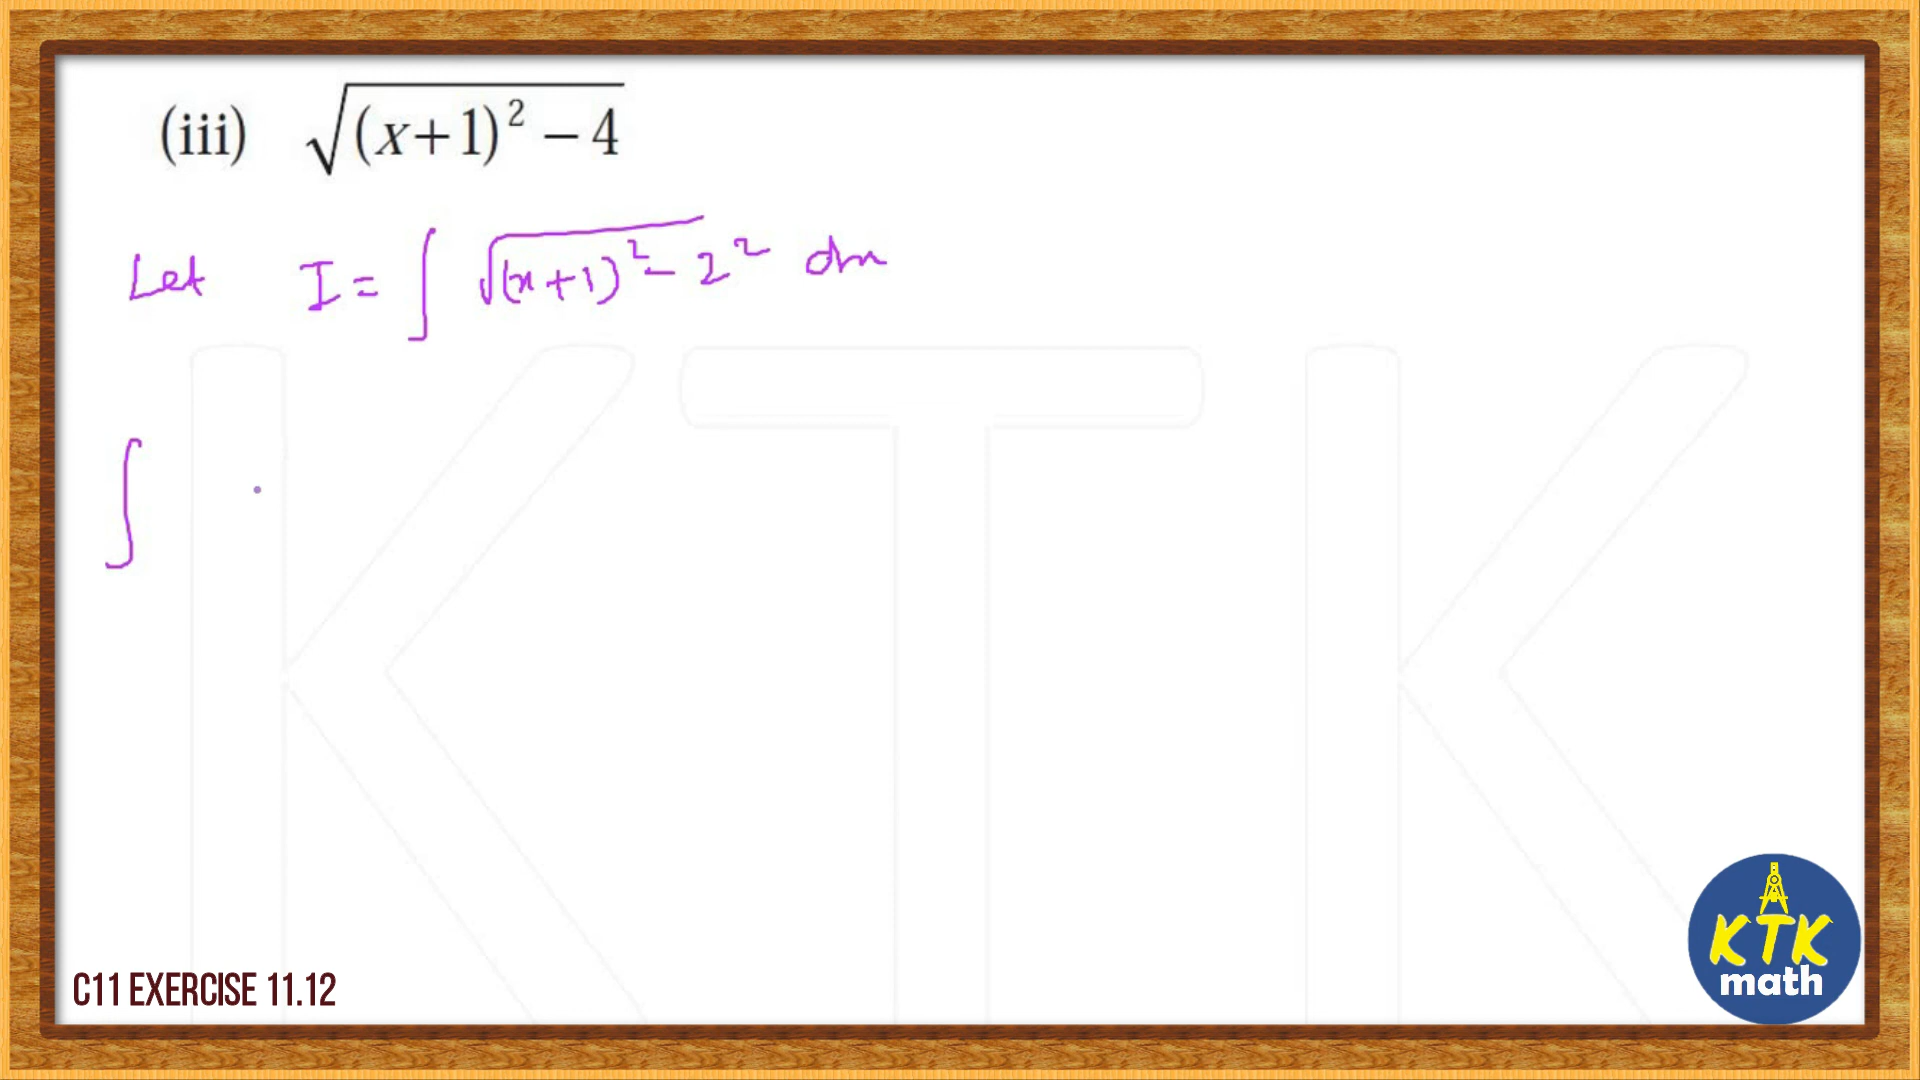 (iii) √((x+1)² – 4)
Let I = ∫ √((x+1)² – 2²) dx
∫
C11 EXERCISE 11.12
KTK
math